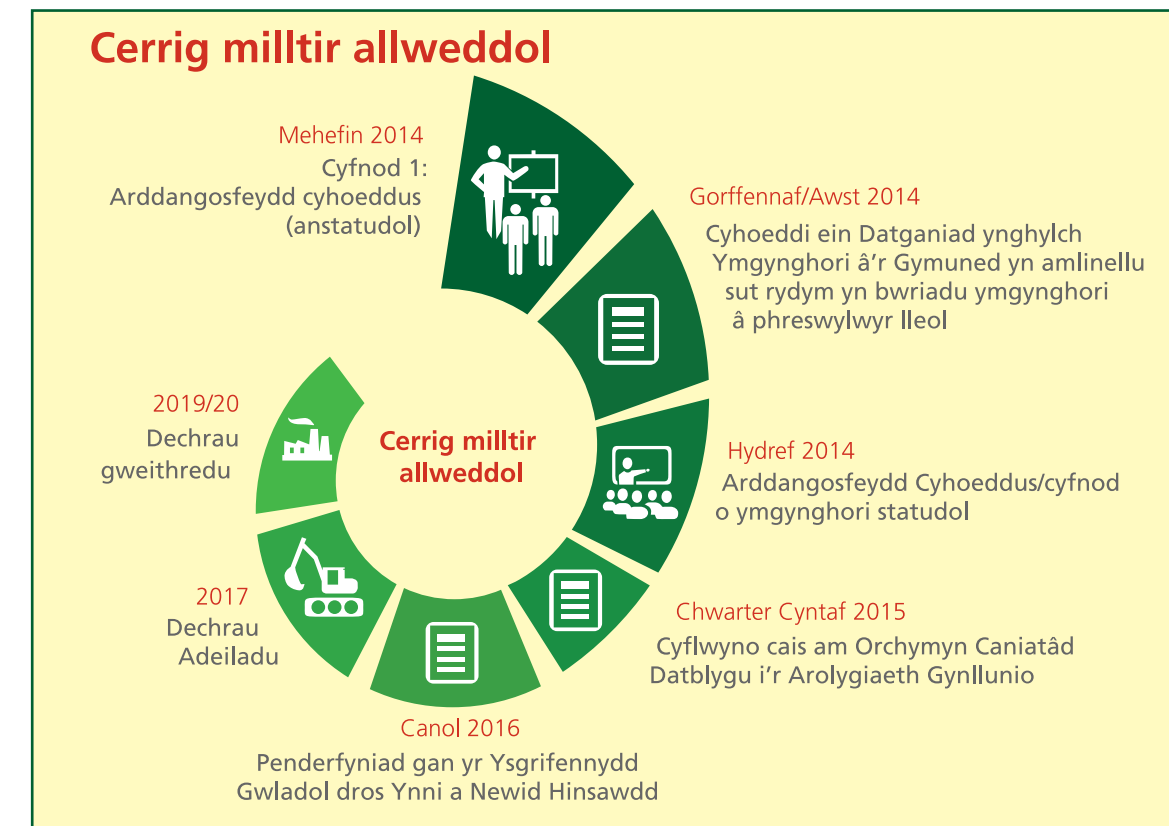 Cerrig milltir allweddol
Mehefin 2014
Cyfnod 1:
Arddangosfeydd cyhoeddus
(anstatudol)
Gorffennaf/Awst 2014
Cyhoeddi ein Datganiad ynghylch
Ymgynghori â'r Gymuned yn amlinellu
sut rydym yn bwriadu ymgynghori
â phreswylwyr lleol
Hydref 2014
Arddangosfeydd Cyhoeddus/cyfnod
o ymgynghori statudol
Chwarter Cyntaf 2015
Cyflwyno cais am Orchymyn Caniatâd
Datblygu i'r Arolygiaeth Gynllunio
Canol 2016
Penderfyniad gan yr Ysgrifennydd
Gwladol dros Ynni a Newid Hinsawdd
2017
Dechrau
Adeiladu
2019/20
Dechrau
gweithredu
Cerrig milltir
allweddol